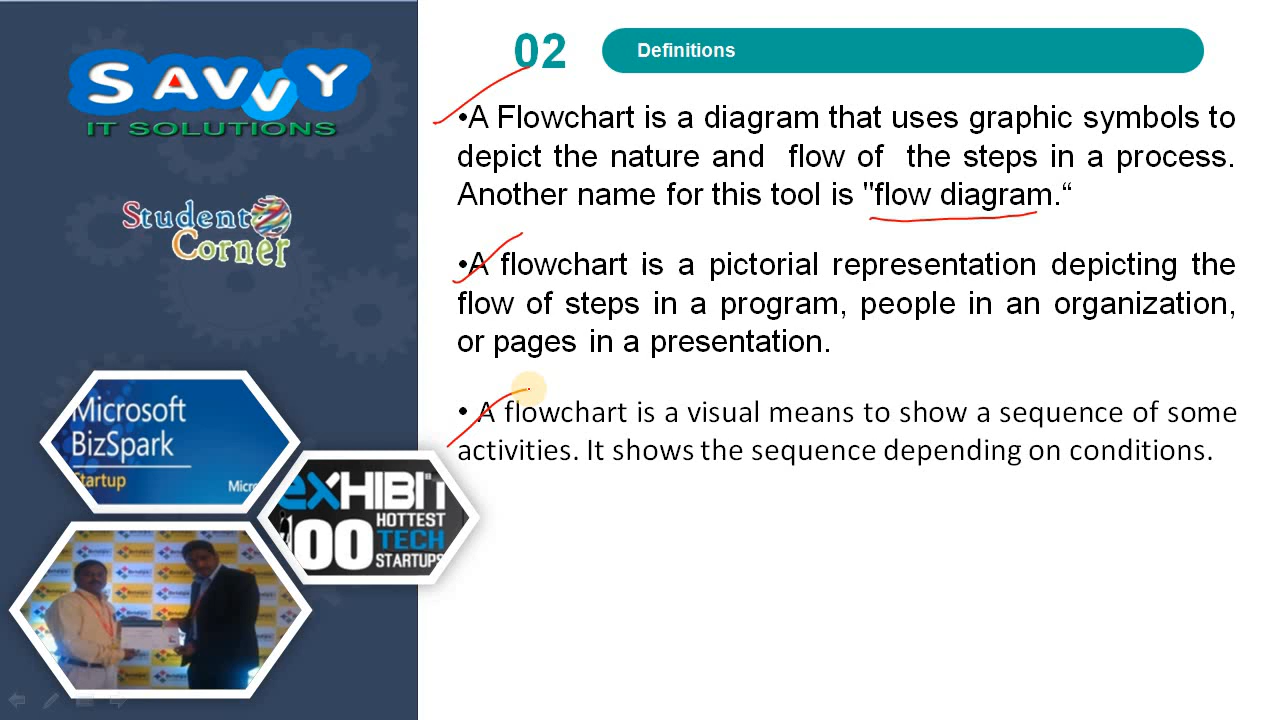 SAVVY
IT SOLUTIONS
Student
Corner
Microsoft
BizSpark
Startup
Micr
EXHIBIT
100
HOTTEST
TECH
STARTUPS
02
Definitions
•A Flowchart is a diagram that uses graphic symbols to
depict the nature and flow of the steps in a process.
Another name for this tool is "flow diagram.“
•A flowchart is a pictorial representation depicting the
flow of steps in a program, people in an organization,
or pages in a presentation.
• A flowchart is a visual means to show a sequence of some
activities. It shows the sequence depending on conditions.